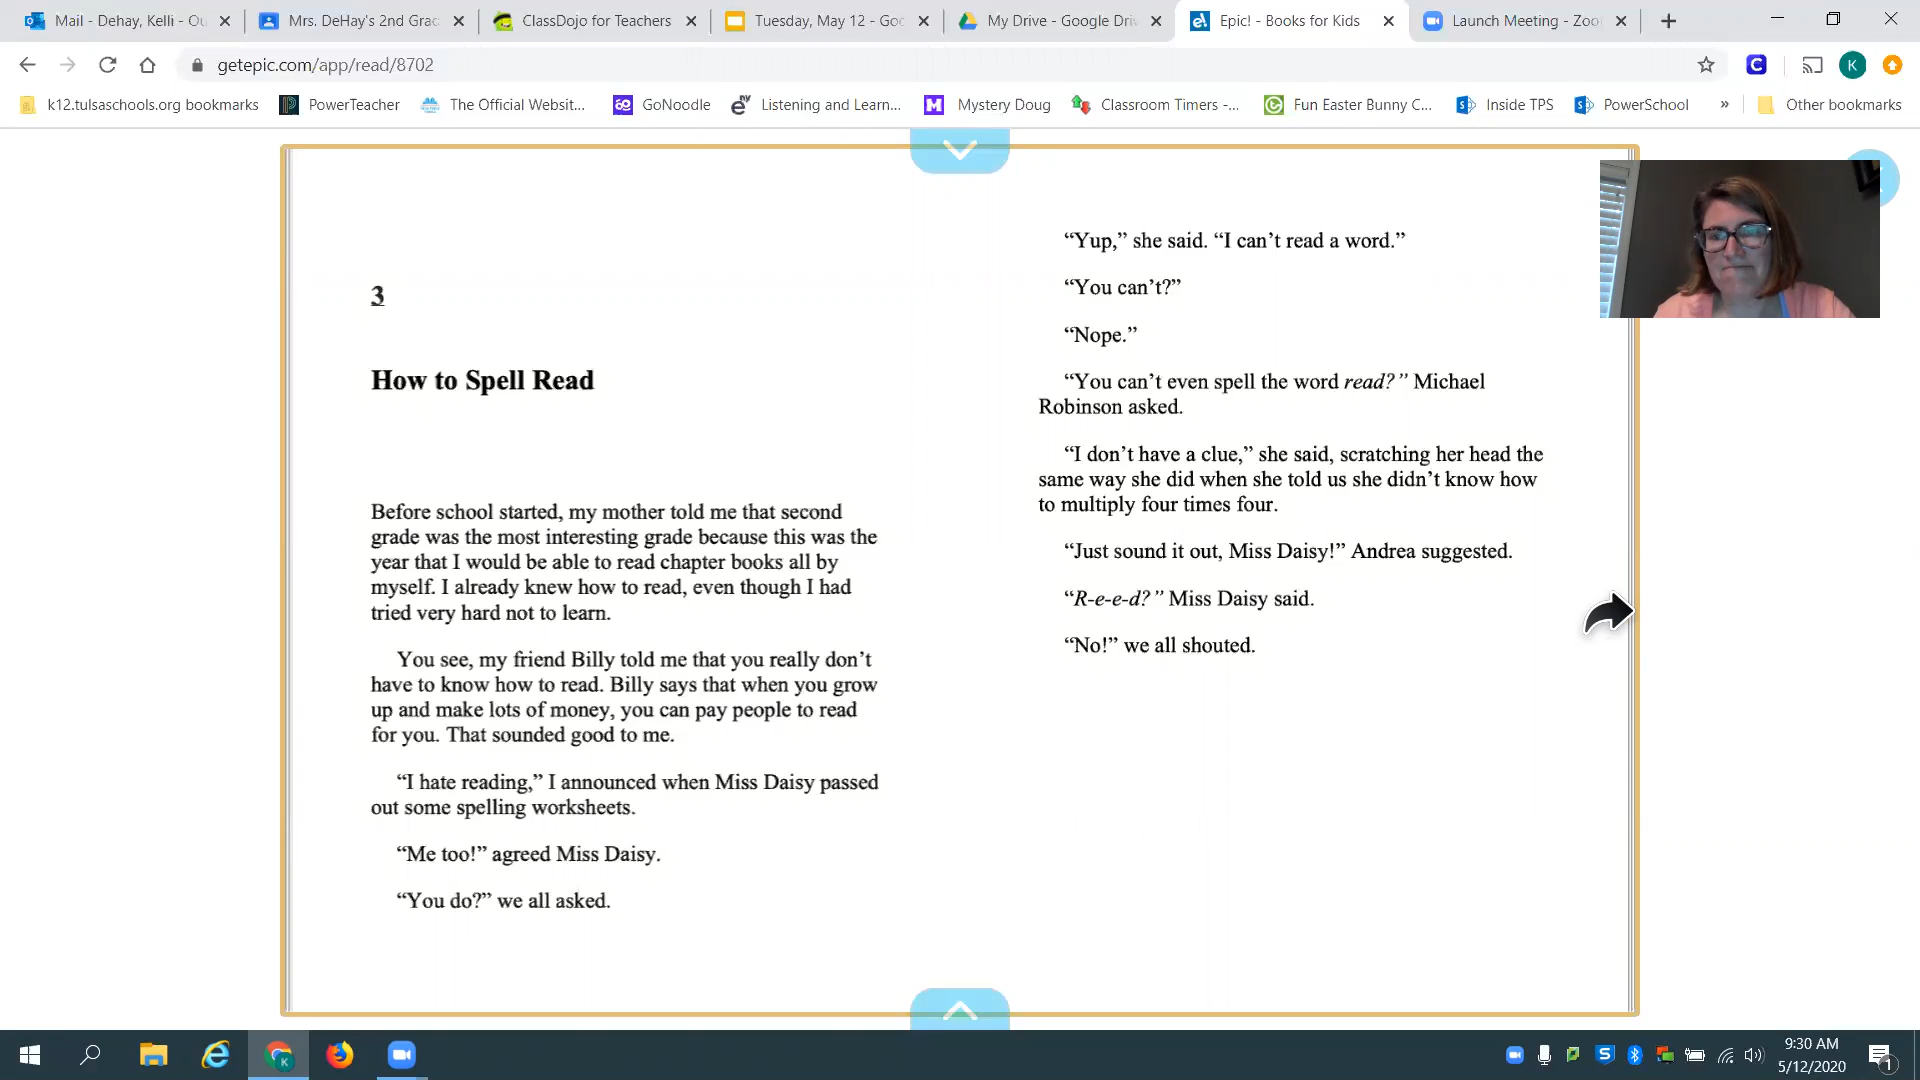 Mail - Dehay, Kelli - Ou
Mrs. DeHay's 2nd Grad
ClassDojo for Teachers
Tuesday, May 12 - Goo
My Drive - Google Driv
Epic! - Books for Kids
Launch Meeting - Zoo
getepic.com/app/read/8702
K
k12.tulsaschools.org bookmarks
PowerTeacher
The Official Websit...
GoNoodle
Listening and Learn...
Mystery Doug
Classroom Timers -...
Fun Easter Bunny C...
Inside TPS
PowerSchool
»
Other bookmarks
3
How to Spell Read
Before school started, my mother told me that second
grade was the most interesting grade because this was the
year that I would be able to read chapter books all by
myself. I already knew how to read, even though I had
tried very hard not to learn.
You see, my friend Billy told me that you really don’t
have to know how to read. Billy says that when you grow
up and make lots of money, you can pay people to read
for you. That sounded good to me.
“I hate reading,” I announced when Miss Daisy passed
out some spelling worksheets.
“Me too!” agreed Miss Daisy.
“You do?” we all asked.
“Yup,” she said. “I can’t read a word.”
“You can’t?”
“Nope.”
“You can’t even spell the word read?” Michael
Robinson asked.
“I don’t have a clue,” she said, scratching her head the
same way she did when she told us she didn’t know how
to multiply four times four.
“Just sound it out, Miss Daisy!” Andrea suggested.
“R-e-e-d?” Miss Daisy said.
“No!” we all shouted.
9:30 AM
5/12/2020
1